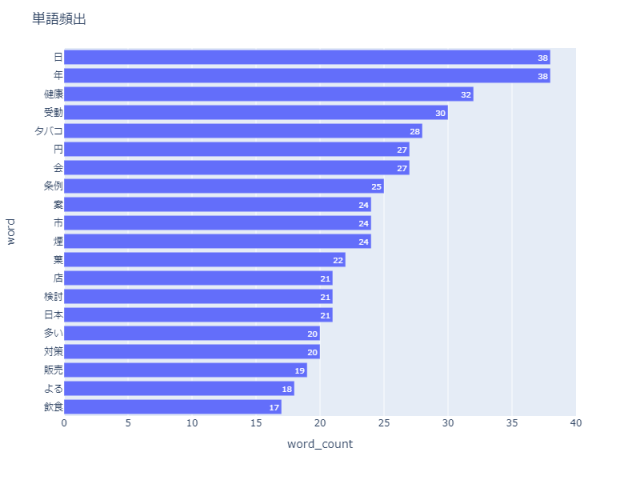 単語頻出
日 38
年 38
健康 32
受動 30
タバコ 28
円 27
会 27
条例 25
案 24
市 24
煙 24
葉 22
店 21
検討 21
日本 21
多い 20
対策 20
販売 19
よる 18
飲食 17
0 5 10 15 20 25 30 35 40
word_count
word